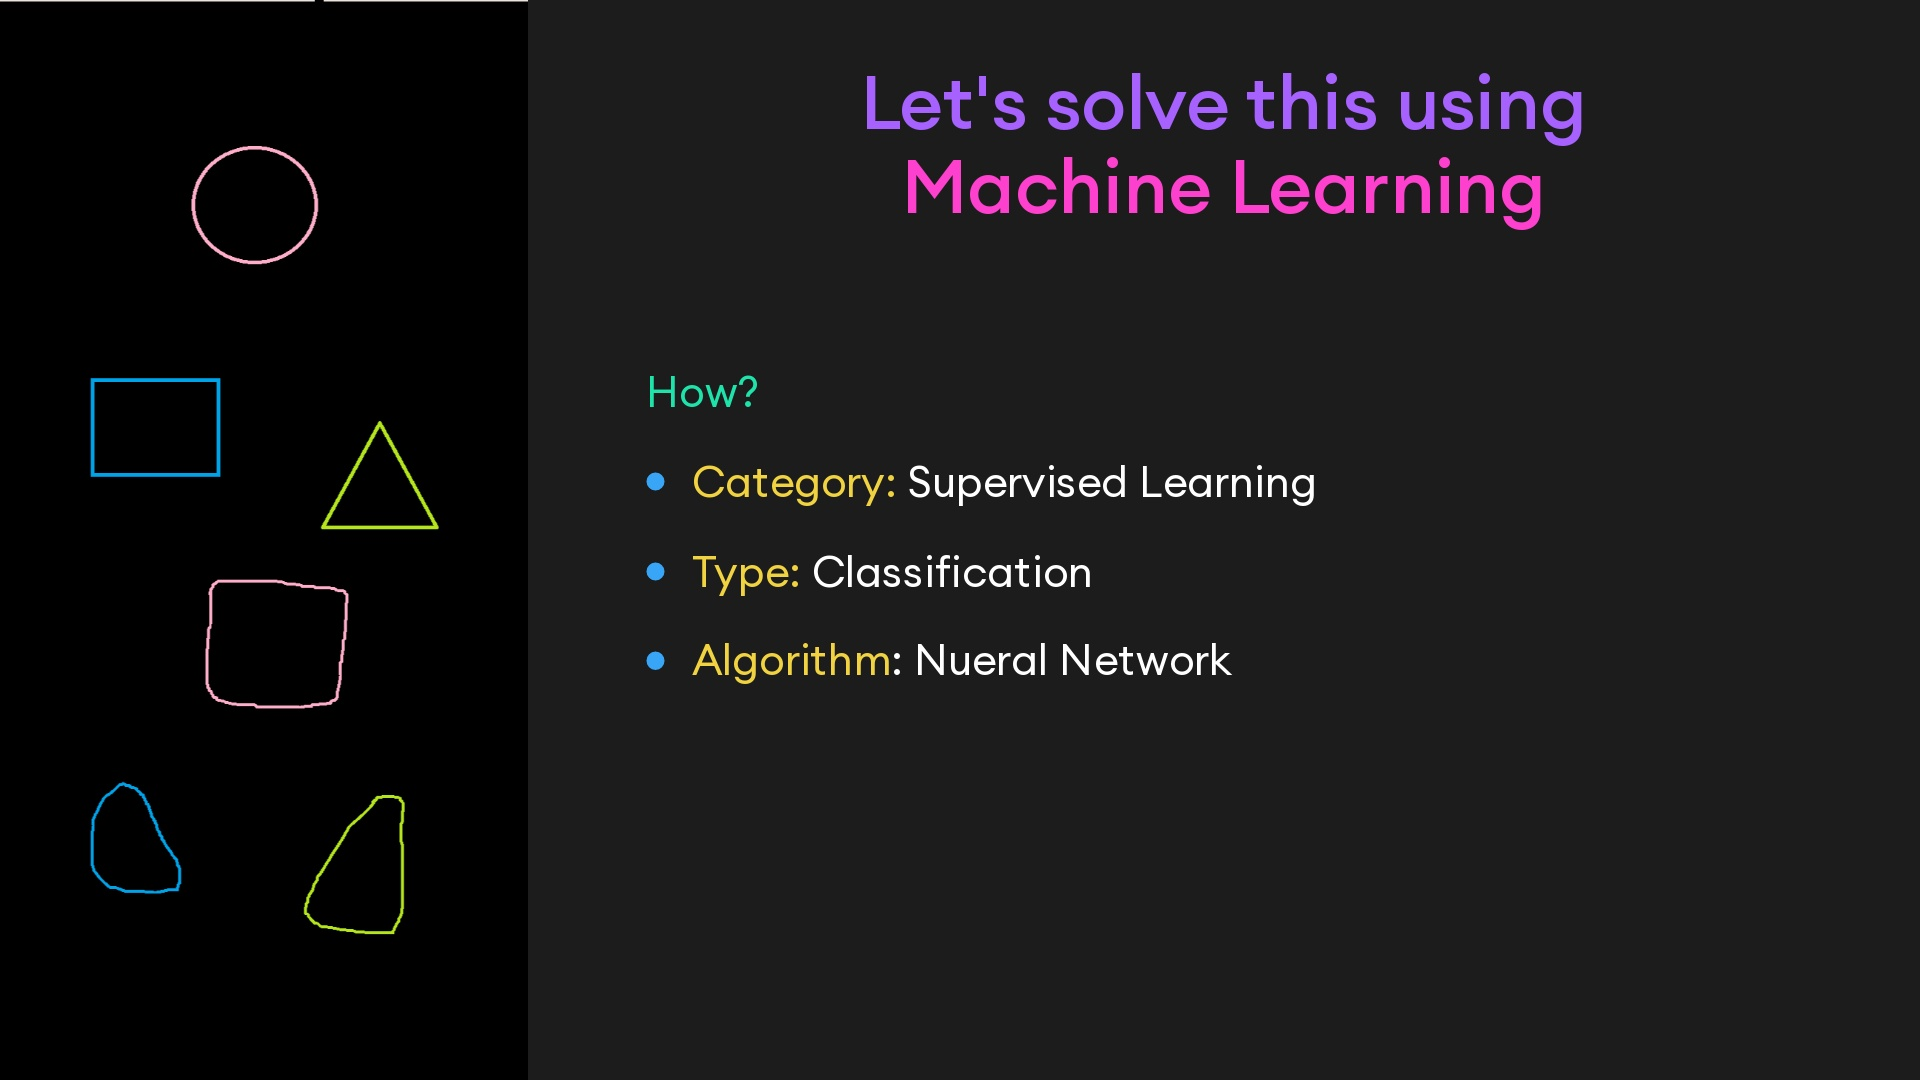 Let's solve this using
Machine Learning
How?
Category: Supervised Learning
Type: Classification
Algorithm: Nueral Network